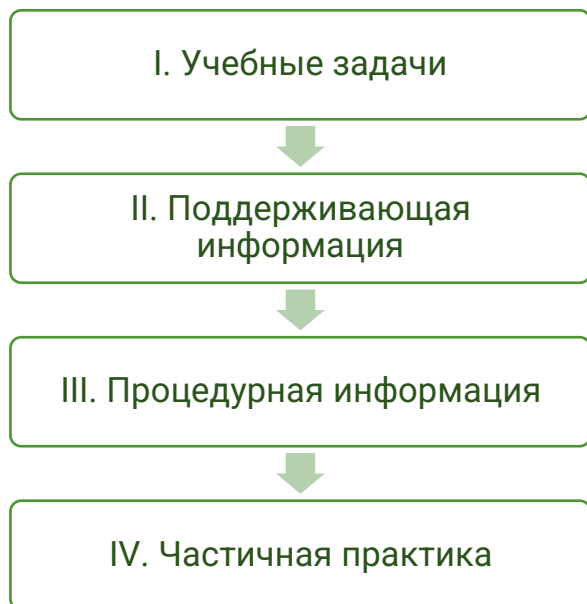 I. Учебные задачи
II. Поддерживающая
информация
III. Процедурная информация
IV. Частичная практика